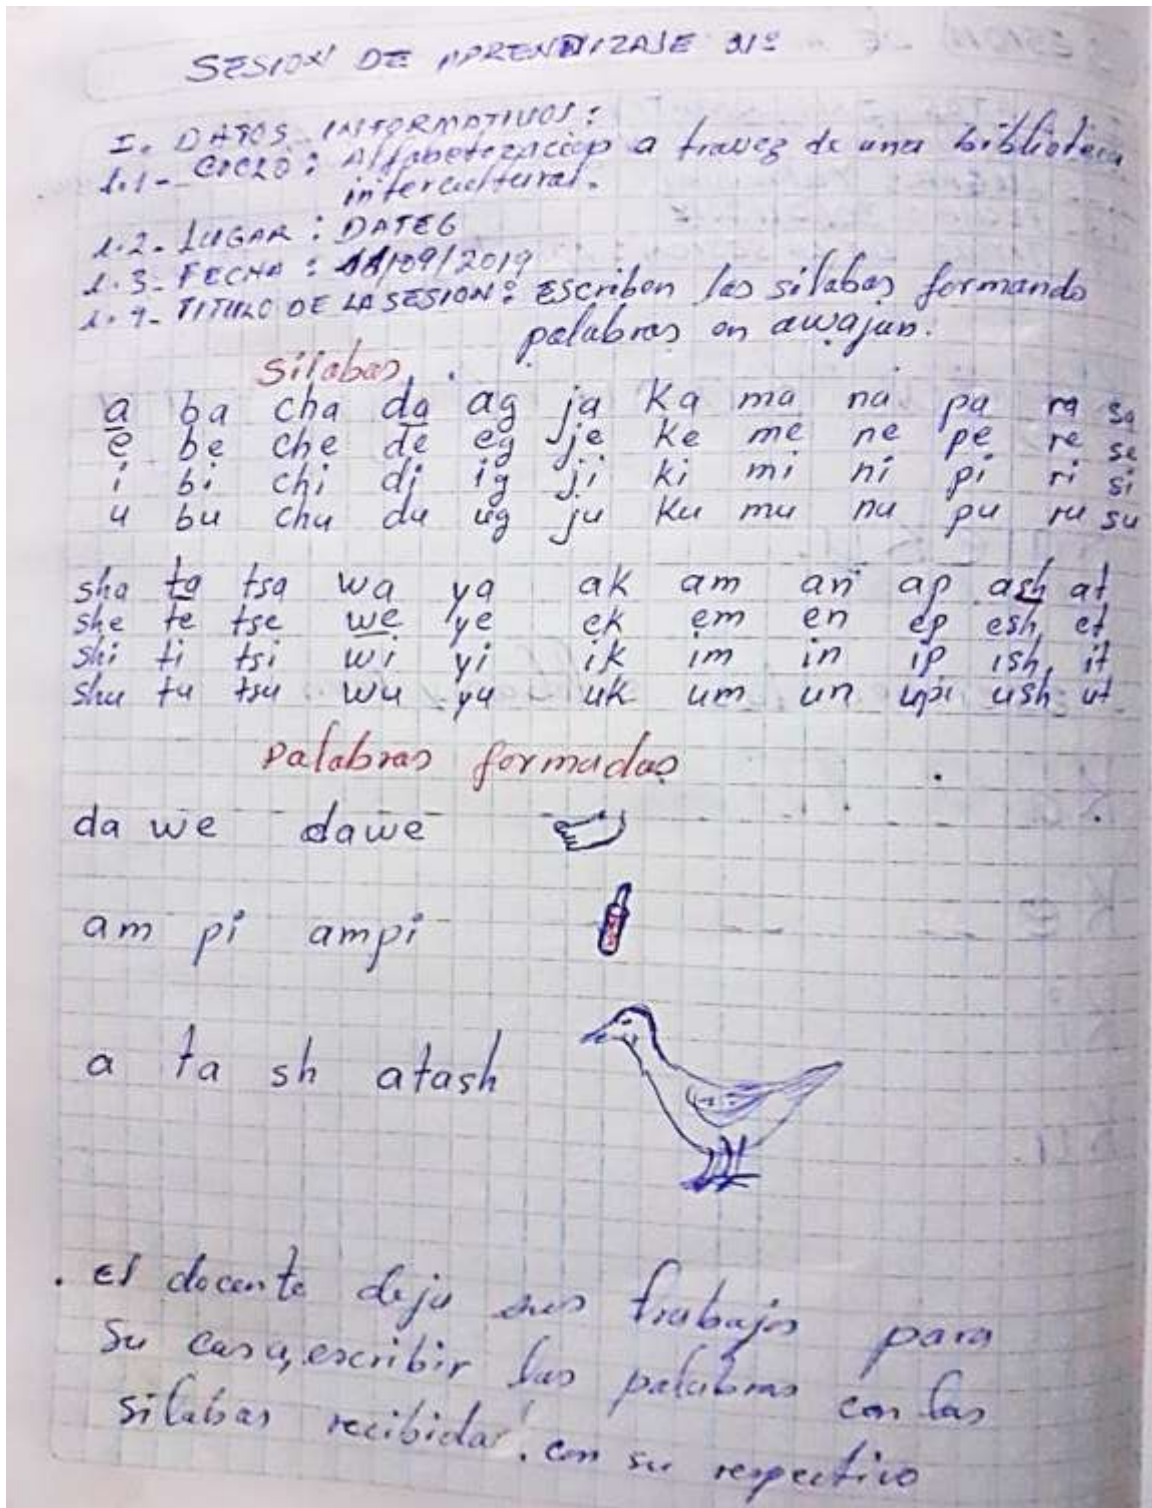 SESION DE APRENDIZAJE Nº
I. DATOS INFORMATIVOS:
1.1- CICLO: Alfabetizacion a travez de una biblioteca
intercultural.
1.2- LUGAR: DATEG
1.3- FECHA: 11/09/2019
1.4- TITULO DE LA SESION: escriben las silabas formando
palabras en awajun.
silabas
a ba cha da ag ja ka ma na pa ra sa
e be che de eg je ke me ne pe re se
i bi chi di ig ji ki mi ni pi ri si
u bu chu du ug ju ku mu nu pu ru su
sha ta tsa wa ya ak am an ap ash at
she te tse we ye ek em en ep esh, et
shi ti tsi wi yi ik im in ip ish, it
shu tu tsu wu yu uk um un up ush ut
Palabras formadas
da we dawe
am pi ampi
a ta sh atash
. El docente deja sus trabajos para
su casa, escribir las palabras con las
silabas recibidas. con su respectivo